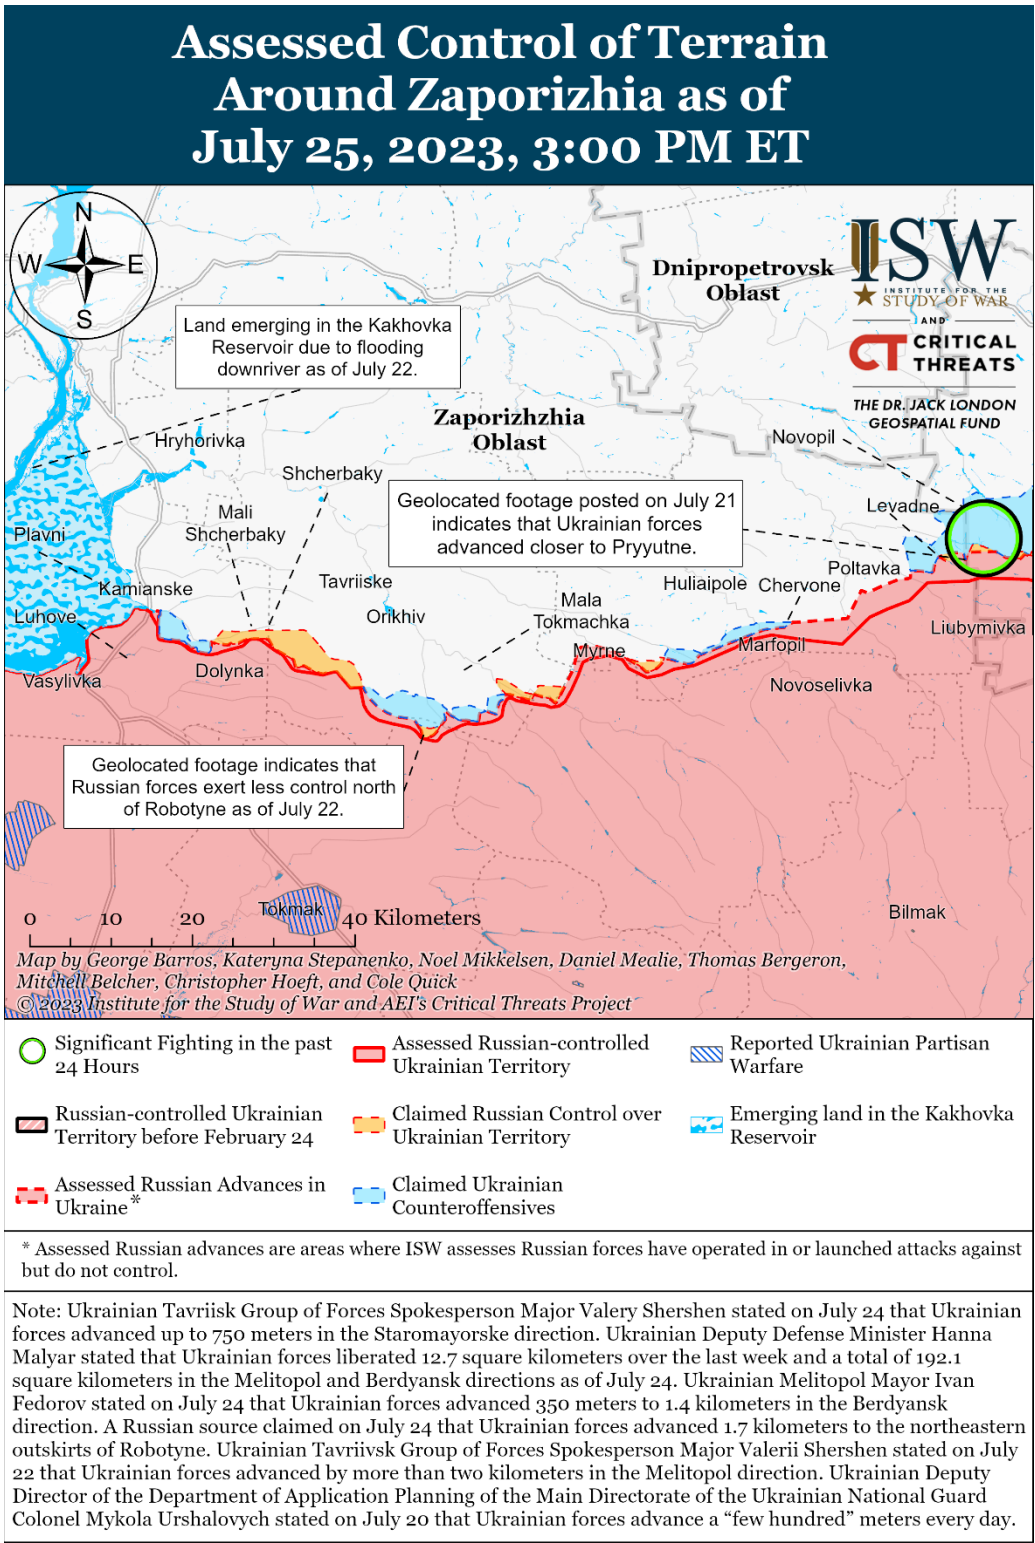 Assessed Control of Terrain
Around Zaporizhia as of
July 25, 2023, 3:00 PM ET
N
W
E
S
Dnipropetrovsk
Oblast
ISW
INSTITUTE FOR THE
STUDY OF WAR
AND
CT CRITICAL
THREATS
THE DR. JACK LONDON
GEOSPATIAL FUND
Land emerging in the Kakhovka
Reservoir due to flooding
downriver as of July 22.
Zaporizhzhia
Oblast
Novopil
Hryhorivka
Shcherbaky
Geolocated footage posted on July 21
indicates that Ukrainian forces
advanced closer to Pryyutne.
Levadne
Mali
Shcherbaky
Plavni
Poltavka
Kamianske
Tavriiske
Huliaipole
Chervone
Mala
Tokmachka
Luhove
Orikhiv
Liubymivka
Marfopil
Myrne
Dolynka
Vasylivka
Novoselivka
Geolocated footage indicates that
Russian forces exert less control north
of Robotyne as of July 22.
Tokmak
Bilmak
0 10 20 40 Kilometers
Map by George Barros, Kateryna Stepanenko, Noel Mikkelsen, Daniel Mealie, Thomas Bergeron,
Mitchell Belcher, Christopher Hoeft, and Cole Quick
© 2023 Institute for the Study of War and AEI's Critical Threats Project
Significant Fighting in the past
24 Hours
Assessed Russian-controlled
Ukrainian Territory
Reported Ukrainian Partisan
Warfare
Russian-controlled Ukrainian
Territory before February 24
Claimed Russian Control over
Ukrainian Territory
Emerging land in the Kakhovka
Reservoir
Assessed Russian Advances in
Ukraine*
Claimed Ukrainian
Counteroffensives
* Assessed Russian advances are areas where ISW assesses Russian forces have operated in or launched attacks against
but do not control.
Note: Ukrainian Tavriisk Group of Forces Spokesperson Major Valery Shershen stated on July 24 that Ukrainian
forces advanced up to 750 meters in the Staromayorske direction. Ukrainian Deputy Defense Minister Hanna
Malyar stated that Ukrainian forces liberated 12.7 square kilometers over the last week and a total of 192.1
square kilometers in the Melitopol and Berdyansk directions as of July 24. Ukrainian Melitopol Mayor Ivan
Fedorov stated on July 24 that Ukrainian forces advanced 350 meters to 1.4 kilometers in the Berdyansk
direction. A Russian source claimed on July 24 that Ukrainian forces advanced 1.7 kilometers to the northeastern
outskirts of Robotyne. Ukrainian Tavriivsk Group of Forces Spokesperson Major Valerii Shershen stated on July
22 that Ukrainian forces advanced by more than two kilometers in the Melitopol direction. Ukrainian Deputy
Director of the Department of Application Planning of the Main Directorate of the Ukrainian National Guard
Colonel Mykola Urshalovych stated on July 20 that Ukrainian forces advance a “few hundred” meters every day.